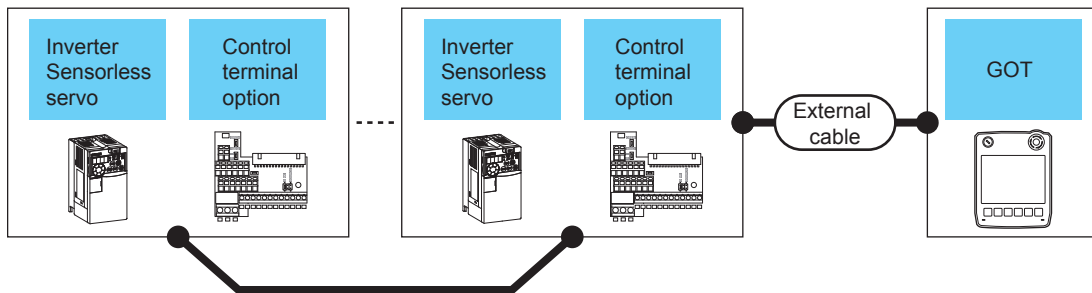 Inverter
Sensorless
servo
Control
terminal
option
Inverter
Sensorless
servo
Control
terminal
option
External
cable
GOT